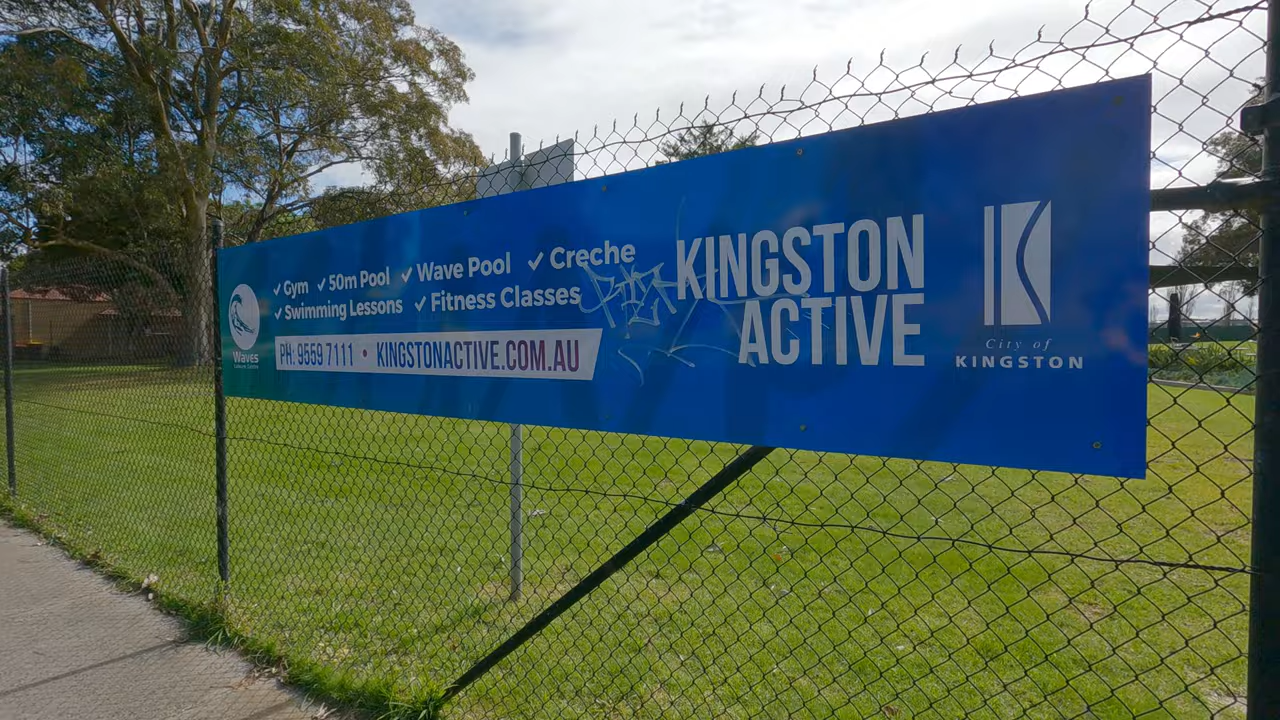 Waves
Leisure Centre
✓ Gym ✓ 50m Pool ✓ Wave Pool ✓ Creche
✓ Swimming Lessons ✓ Fitness Classes
PH: 9559 7111 • KINGSTONACTIVE.COM.AU
KINGSTON
ACTIVE
City of
KINGSTON